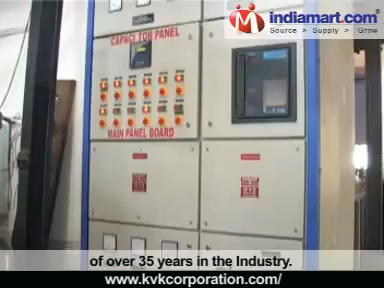 indiamart.com
Source > Supply > Grow
CAPACITOR PANEL
MAIN PANEL BOARD
of over 35 years in the Industry.
www.kvkcorporation.com/